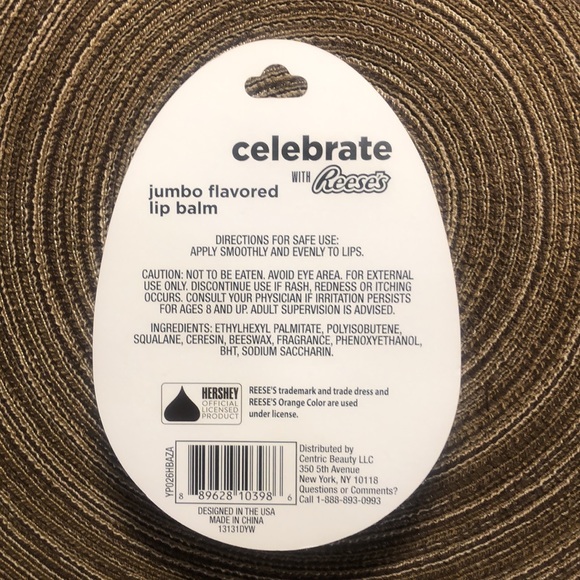 celebrate
WITH Reese's
jumbo flavored
lip balm
DIRECTIONS FOR SAFE USE:
APPLY SMOOTHLY AND EVENLY TO LIPS.
CAUTION: NOT TO BE EATEN. AVOID EYE AREA. FOR EXTERNAL
USE ONLY. DISCONTINUE USE IF RASH, REDNESS OR ITCHING
OCCURS. CONSULT YOUR PHYSICIAN IF IRRITATION PERSISTS
FOR AGES 8 AND UP. ADULT SUPERVISION IS ADVISED.
INGREDIENTS: ETHYLHEXYL PALMITATE, POLYISOBUTENE,
SQUALANE, CERESIN, BEESWAX, FRAGRANCE, PHENOXYETHANOL,
BHT, SODIUM SACCHARIN.
HERSHEY
OFFICIAL
LICENSED
PRODUCT
REESE'S trademark and trade dress and
REESE'S Orange Color are used
under license.
YP026HBAZA
8 89628 10398 6
DESIGNED IN THE USA
MADE IN CHINA
13131DYW
Distributed by
Centric Beauty LLC
350 5th Avenue
New York, NY 10118
Questions or Comments?
Call 1-888-893-0993